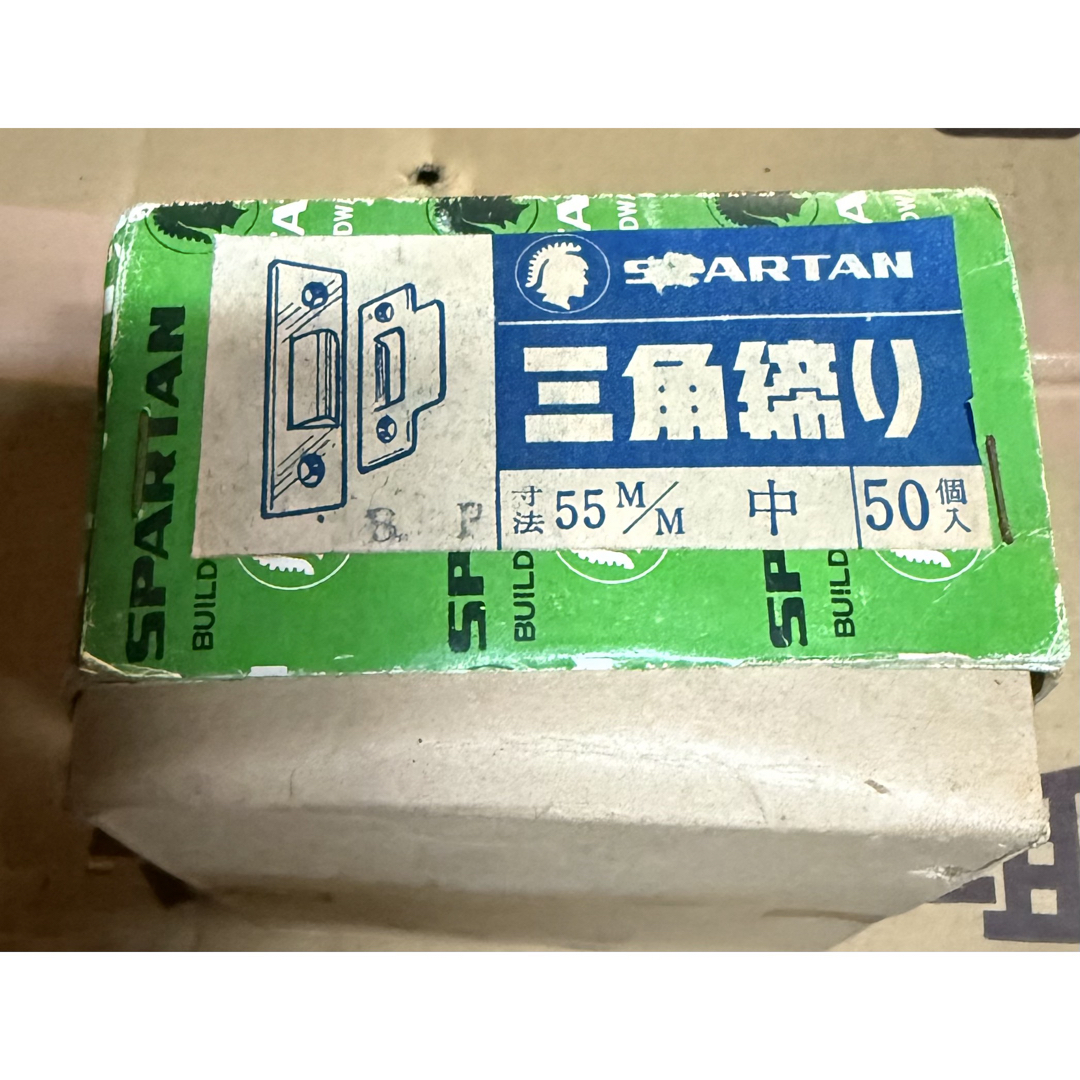 SPARTAN
三角締り
B. P
寸法 55 M/M 中 50 個入
SPARTAN
BUILD
SP
BUILD
SP
BUILD